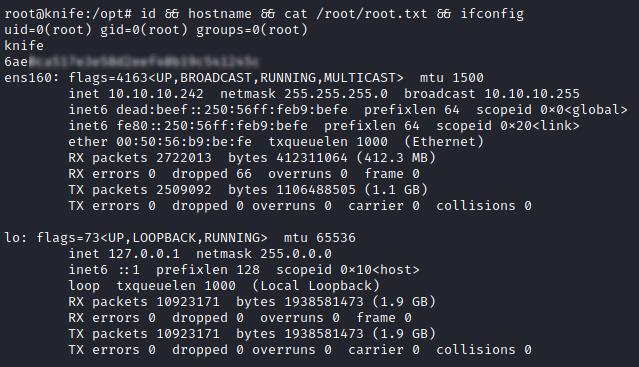 root@knife:/opt# id && hostname && cat /root/root.txt && ifconfig
uid=0(root) gid=0(root) groups=0(root)
knife
6ae
ens160: flags=4163<UP,BROADCAST,RUNNING,MULTICAST>  mtu 1500
        inet 10.10.10.242  netmask 255.255.255.0  broadcast 10.10.10.255
        inet6 dead:beef::250:56ff:feb9:befe  prefixlen 64  scopeid 0×0<global>
        inet6 fe80::250:56ff:feb9:befe  prefixlen 64  scopeid 0×20<link>
        ether 00:50:56:b9:be:fe  txqueuelen 1000  (Ethernet)
        RX packets 2722013  bytes 412311064 (412.3 MB)
        RX errors 0  dropped 66  overruns 0  frame 0
        TX packets 2509092  bytes 1106488505 (1.1 GB)
        TX errors 0  dropped 0 overruns 0  carrier 0  collisions 0
lo: flags=73<UP,LOOPBACK,RUNNING>  mtu 65536
        inet 127.0.0.1  netmask 255.0.0.0
        inet6 ::1  prefixlen 128  scopeid 0×10<host>
        loop  txqueuelen 1000  (Local Loopback)
        RX packets 10923171  bytes 1938581473 (1.9 GB)
        RX errors 0  dropped 0  overruns 0  frame 0
        TX packets 10923171  bytes 1938581473 (1.9 GB)
        TX errors 0  dropped 0 overruns 0  carrier 0  collisions 0